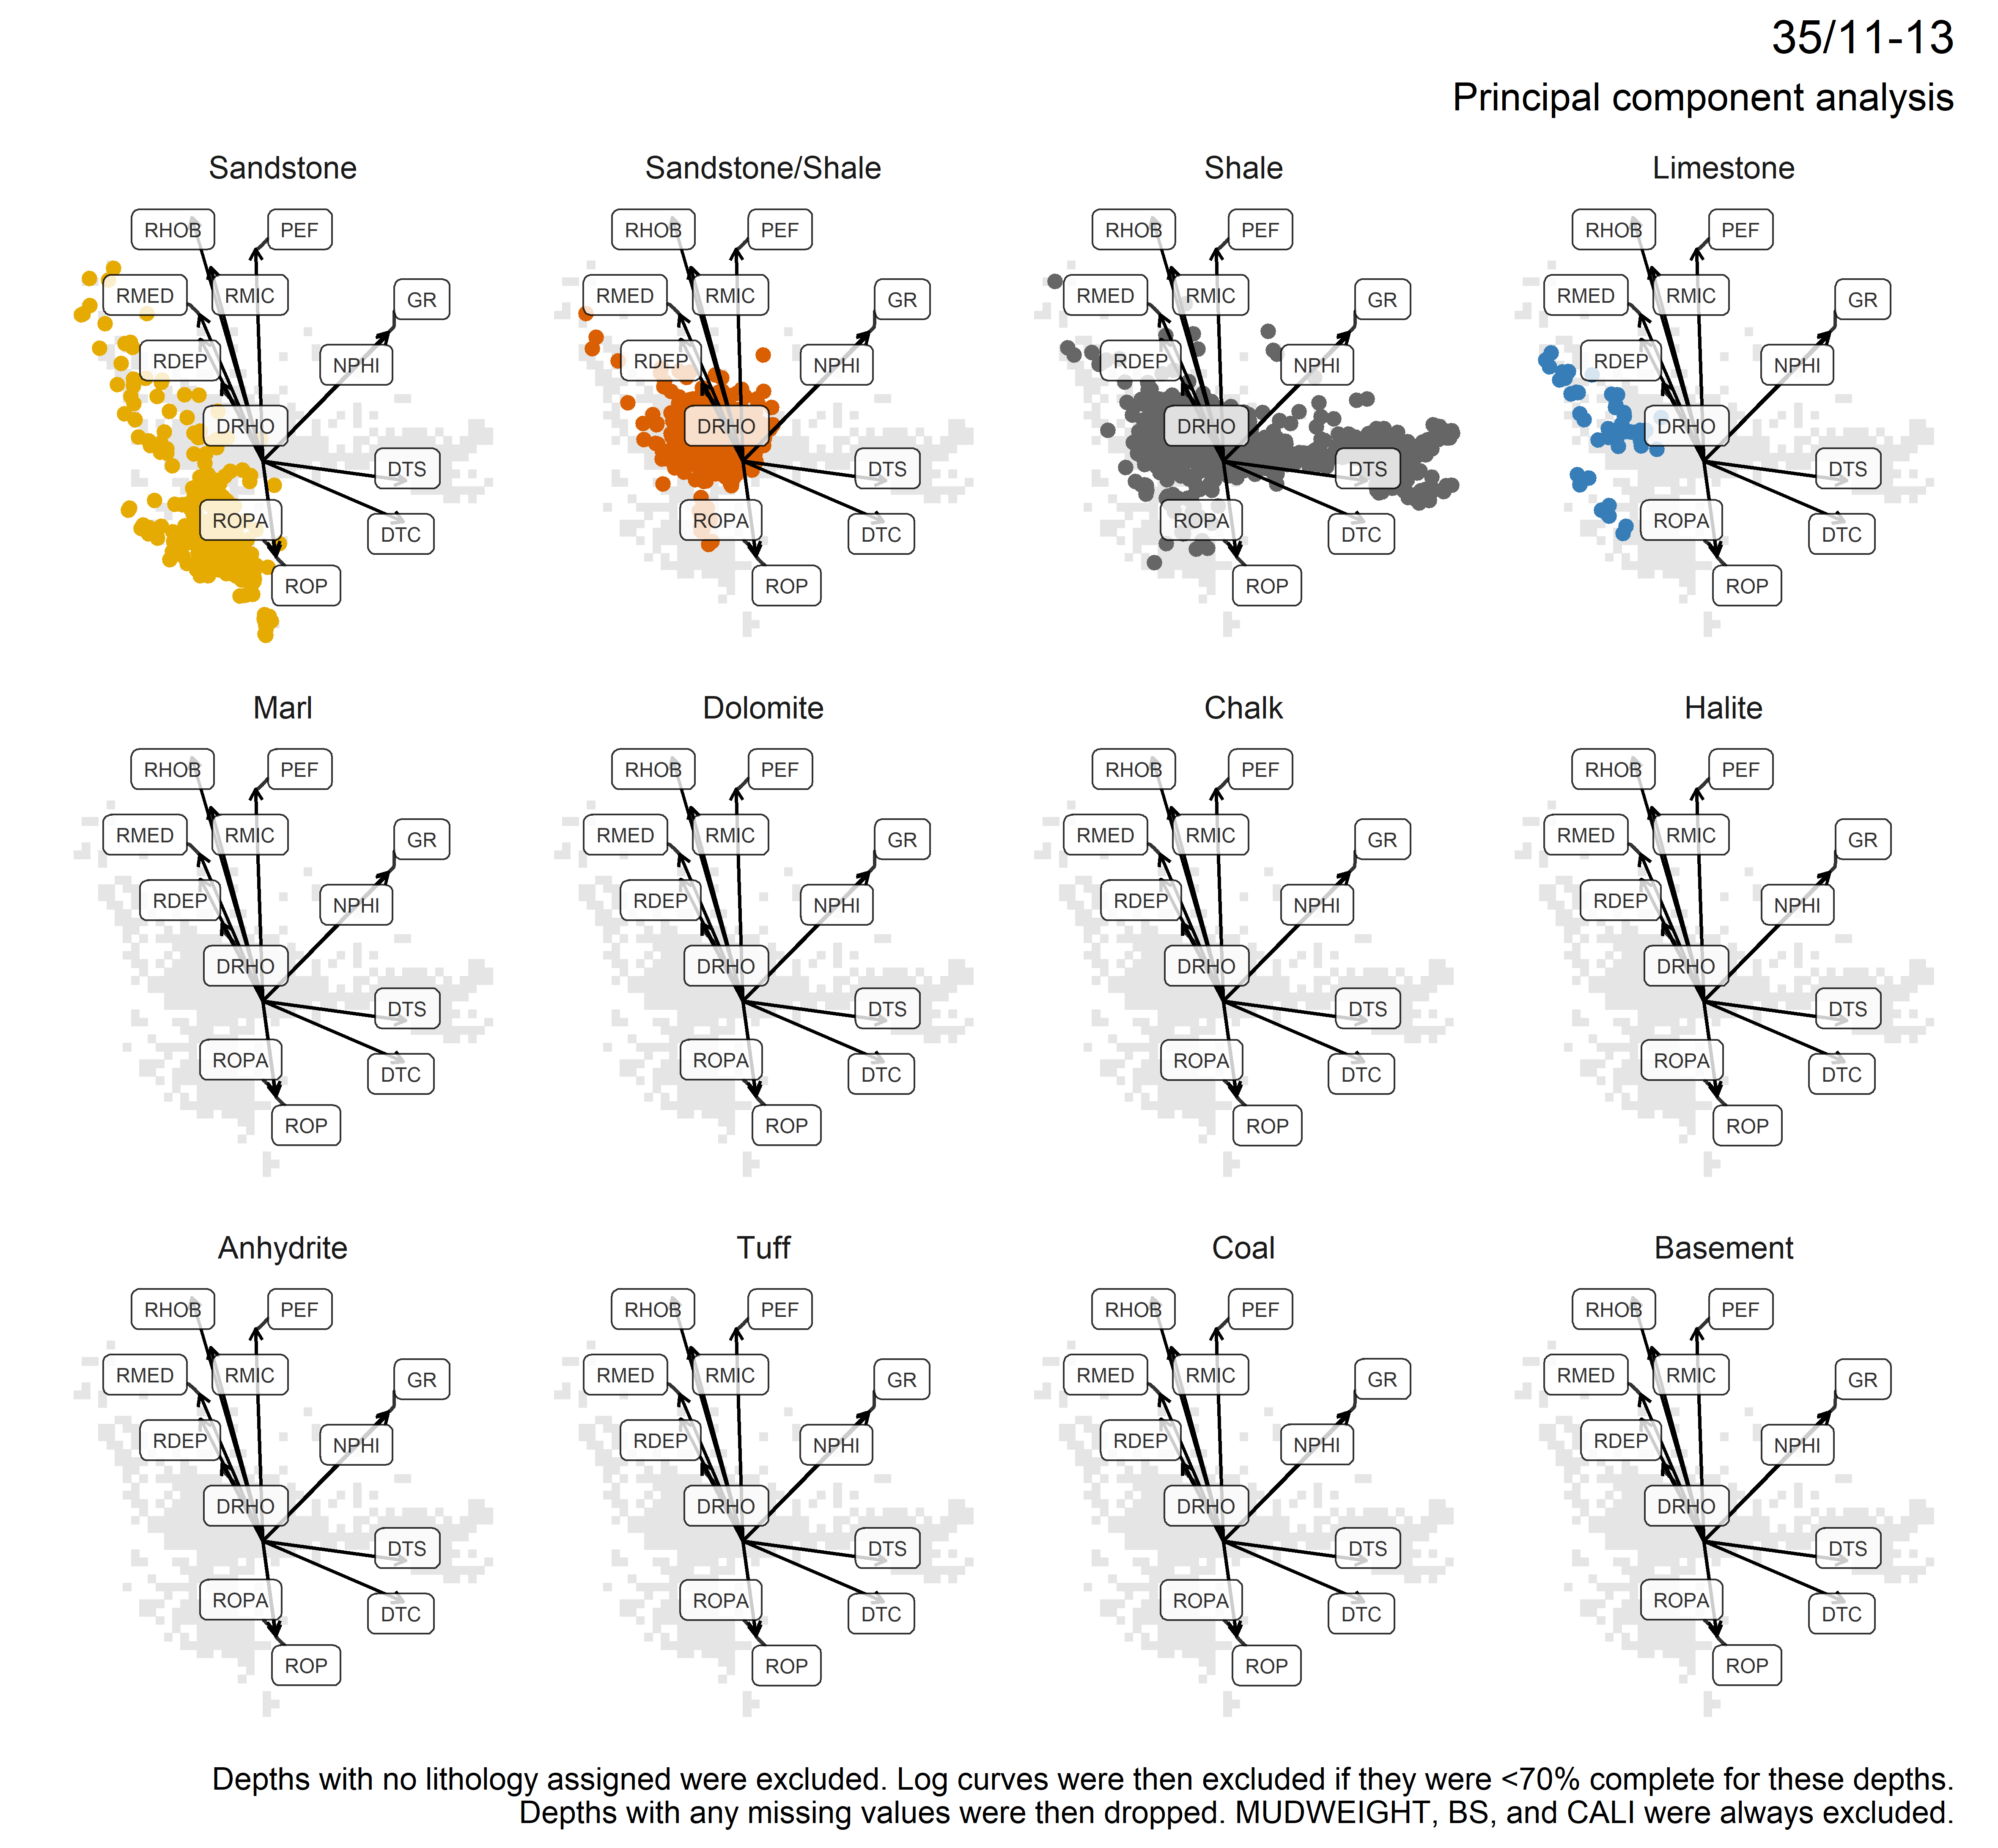 35/11-13
Principal component analysis
Sandstone
RHOB
PEF
RMED
RMIC
GR
RDEP
NPHI
DRHO
DTS
ROPA
DTC
ROP
Sandstone/Shale
RHOB
PEF
RMED
RMIC
GR
RDEP
NPHI
DRHO
DTS
ROPA
DTC
ROP
Shale
RHOB
PEF
RMED
RMIC
GR
RDEP
NPHI
DRHO
DTS
ROPA
DTC
ROP
Limestone
RHOB
PEF
RMED
RMIC
GR
RDEP
NPHI
DRHO
DTS
ROPA
DTC
ROP
Marl
RHOB
PEF
RMED
RMIC
GR
RDEP
NPHI
DRHO
DTS
ROPA
DTC
ROP
Dolomite
RHOB
PEF
RMED
RMIC
GR
RDEP
NPHI
DRHO
DTS
ROPA
DTC
ROP
Chalk
RHOB
PEF
RMED
RMIC
GR
RDEP
NPHI
DRHO
DTS
ROPA
DTC
ROP
Halite
RHOB
PEF
RMED
RMIC
GR
RDEP
NPHI
DRHO
DTS
ROPA
DTC
ROP
Anhydrite
RHOB
PEF
RMED
RMIC
GR
RDEP
NPHI
DRHO
DTS
ROPA
DTC
ROP
Tuff
RHOB
PEF
RMED
RMIC
GR
RDEP
NPHI
DRHO
DTS
ROPA
DTC
ROP
Coal
RHOB
PEF
RMED
RMIC
GR
RDEP
NPHI
DRHO
DTS
ROPA
DTC
ROP
Basement
RHOB
PEF
RMED
RMIC
GR
RDEP
NPHI
DRHO
DTS
ROPA
DTC
ROP
Depths with no lithology assigned were excluded. Log curves were then excluded if they were <70% complete for these depths.
Depths with any missing values were then dropped. MUDWEIGHT, BS, and CALI were always excluded.